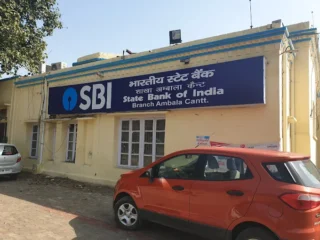 SBI
भारतीय स्टेट बैंक
शाखा अम्बाला कैन्ट
State Bank of India
Branch Ambala Cantt.